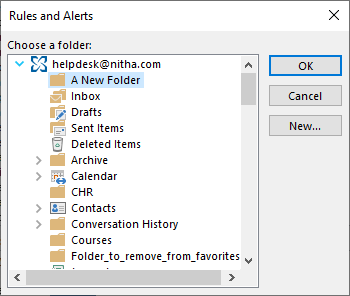 Rules and Alerts
Choose a folder:
helpdesk@nitha.com
A New Folder
Inbox
Drafts
Sent Items
Deleted Items
Archive
Calendar
CHR
Contacts
Conversation History
Courses
Folder_to_remove_from_favorites
OK
Cancel
New...